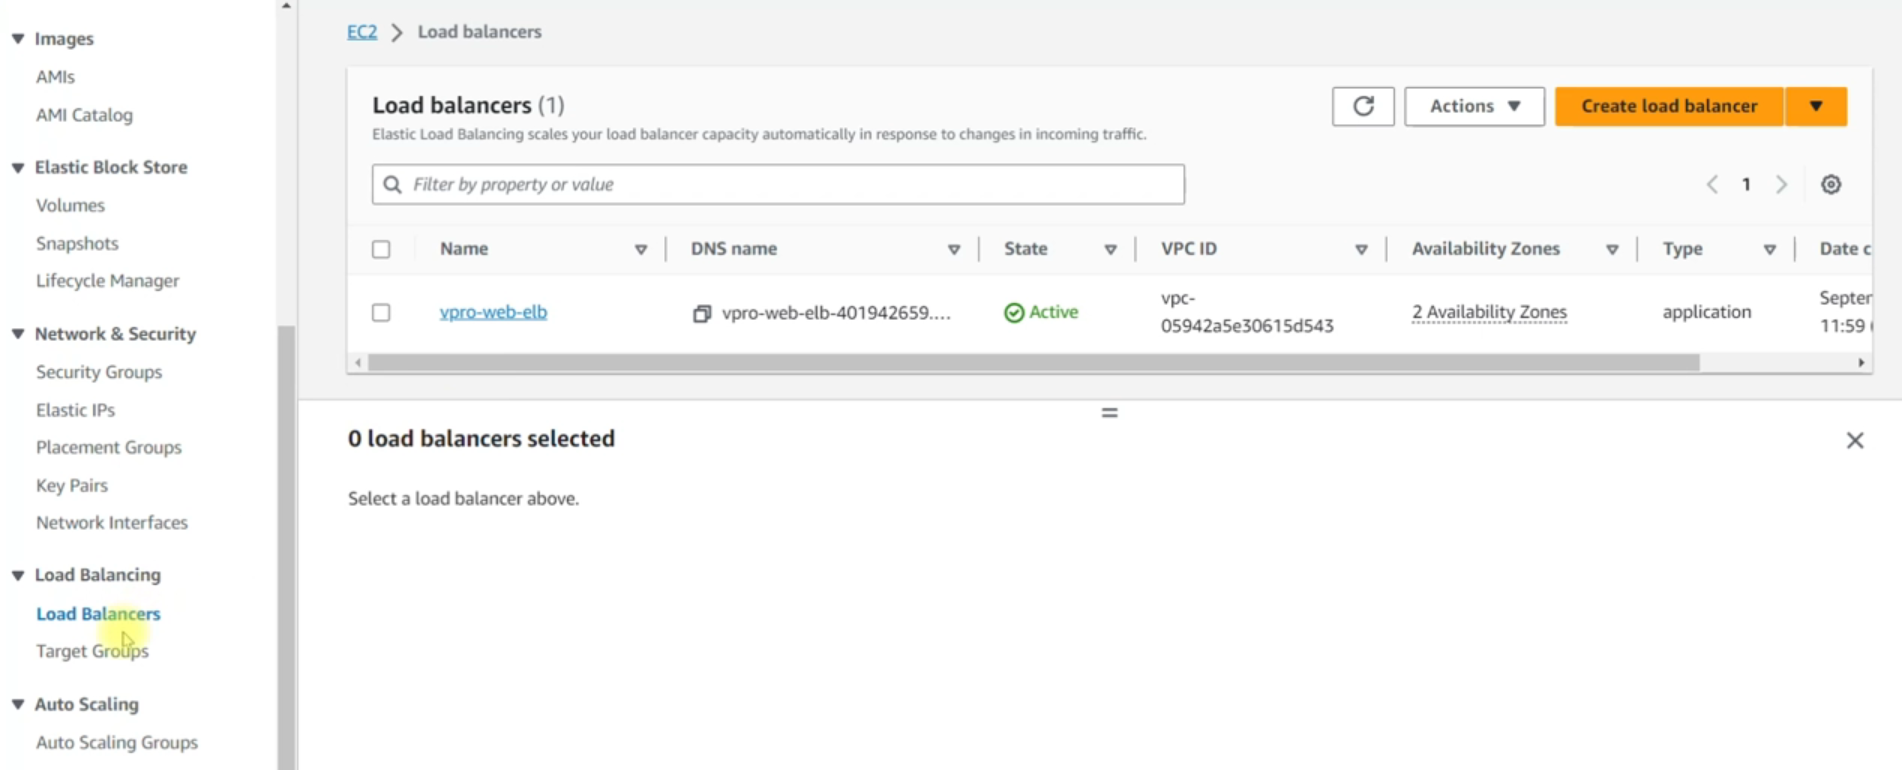 Images
AMIs
AMI Catalog
Elastic Block Store
Volumes
Snapshots
Lifecycle Manager
Network & Security
Security Groups
Elastic IPs
Placement Groups
Key Pairs
Network Interfaces
Load Balancing
Load Balancers
Target Groups
Auto Scaling
Auto Scaling Groups
EC2 > Load balancers
Load balancers (1)
Actions
Create load balancer
Elastic Load Balancing scales your load balancer capacity automatically in response to changes in incoming traffic.
Filter by property or value
1
Name DNS name State VPC ID Availability Zones Type Date c
vpro-web-elb vpro-web-elb-401942659.... Active vpc-05942a5e30615d543 2 Availability Zones application
11:59
0 load balancers selected
Select a load balancer above.